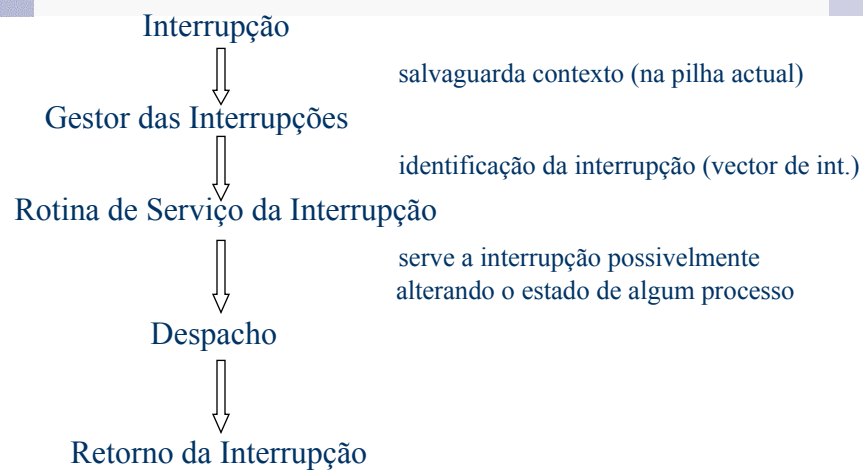 Interrupção
salvaguarda contexto (na pilha actual)
Gestor das Interrupções
identificação da interrupção (vector de int.)
Rotina de Serviço da Interrupção
serve a interrupção possivelmente
alterando o estado de algum processo
Despacho
Retorno da Interrupção